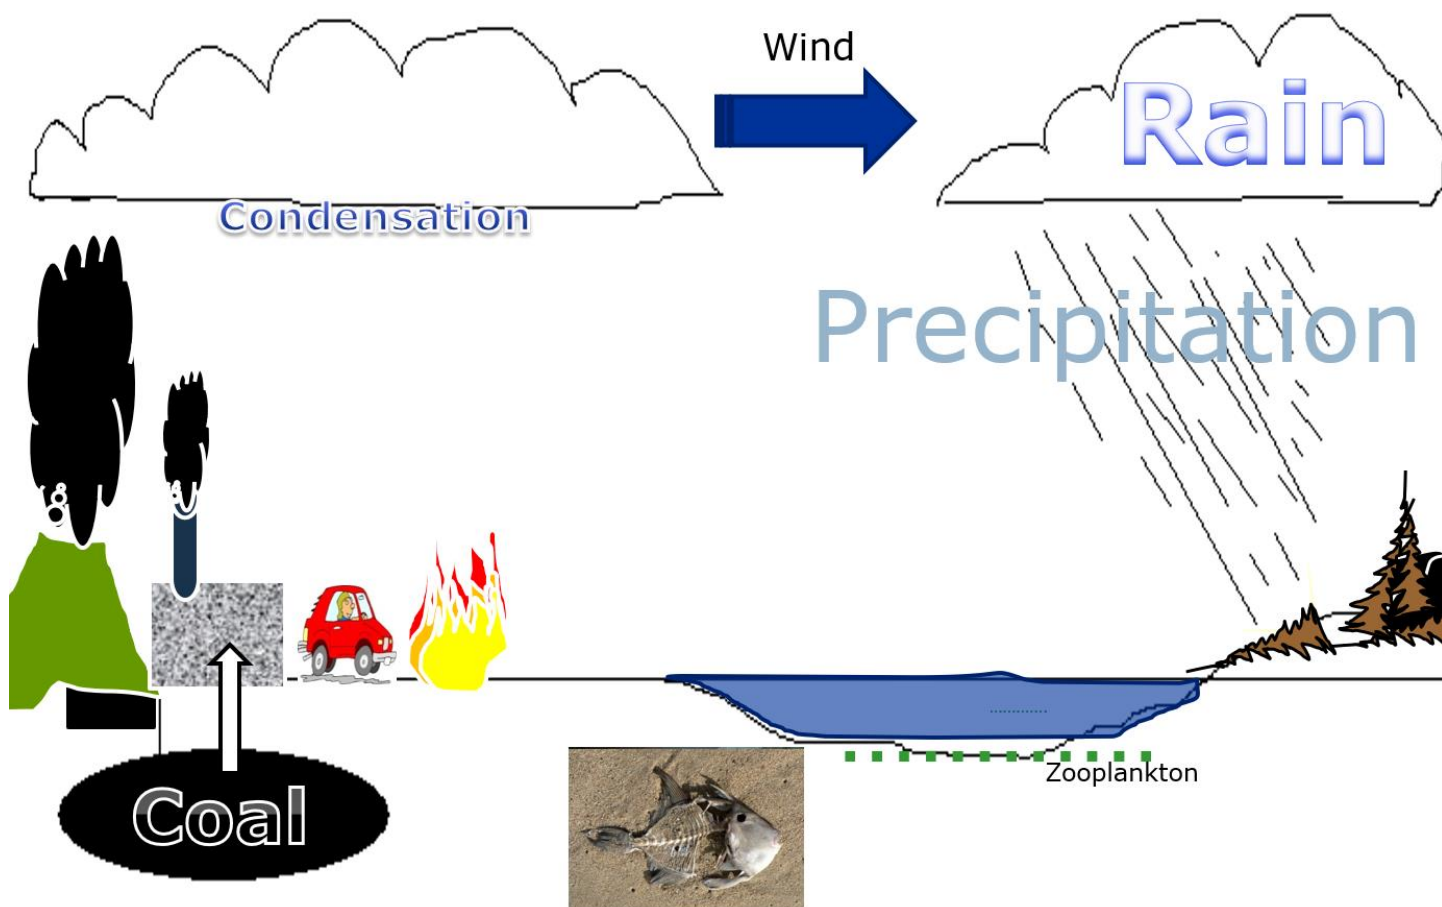 Wind
Rain
Condensation
Precipitation
Zooplankton
Coal